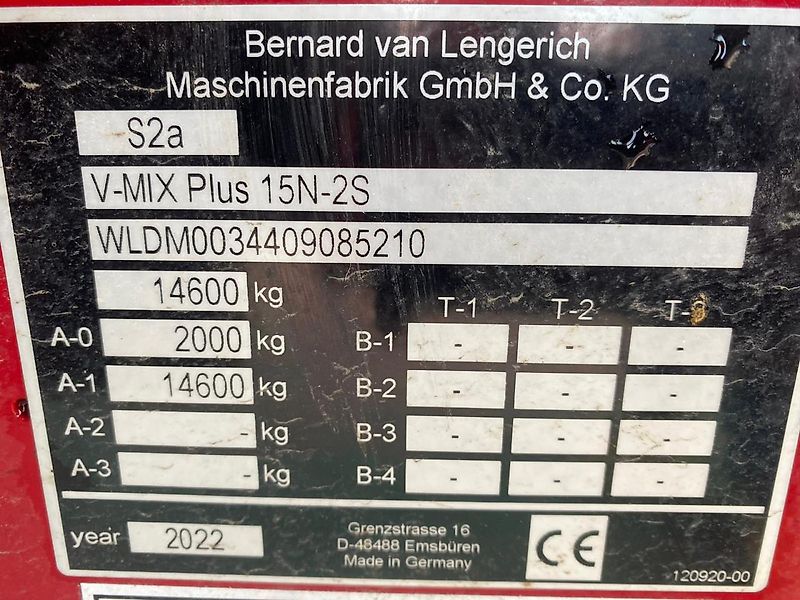 Bernard van Lengerich
Maschinenfabrik GmbH & Co. KG
S2a
V-MIX Plus 15N-2S
WLDM0034409085210
14600 kg
T-1 T-2 T-3
A-0 2000 kg B-1 - - -
A-1 14600 kg B-2 - - -
A-2 - kg B-3 - - -
A-3 - kg B-4 - - -
year 2022
Grenzstrasse 16
D-48488 Emsbüren
Made in Germany
CE
120920-00